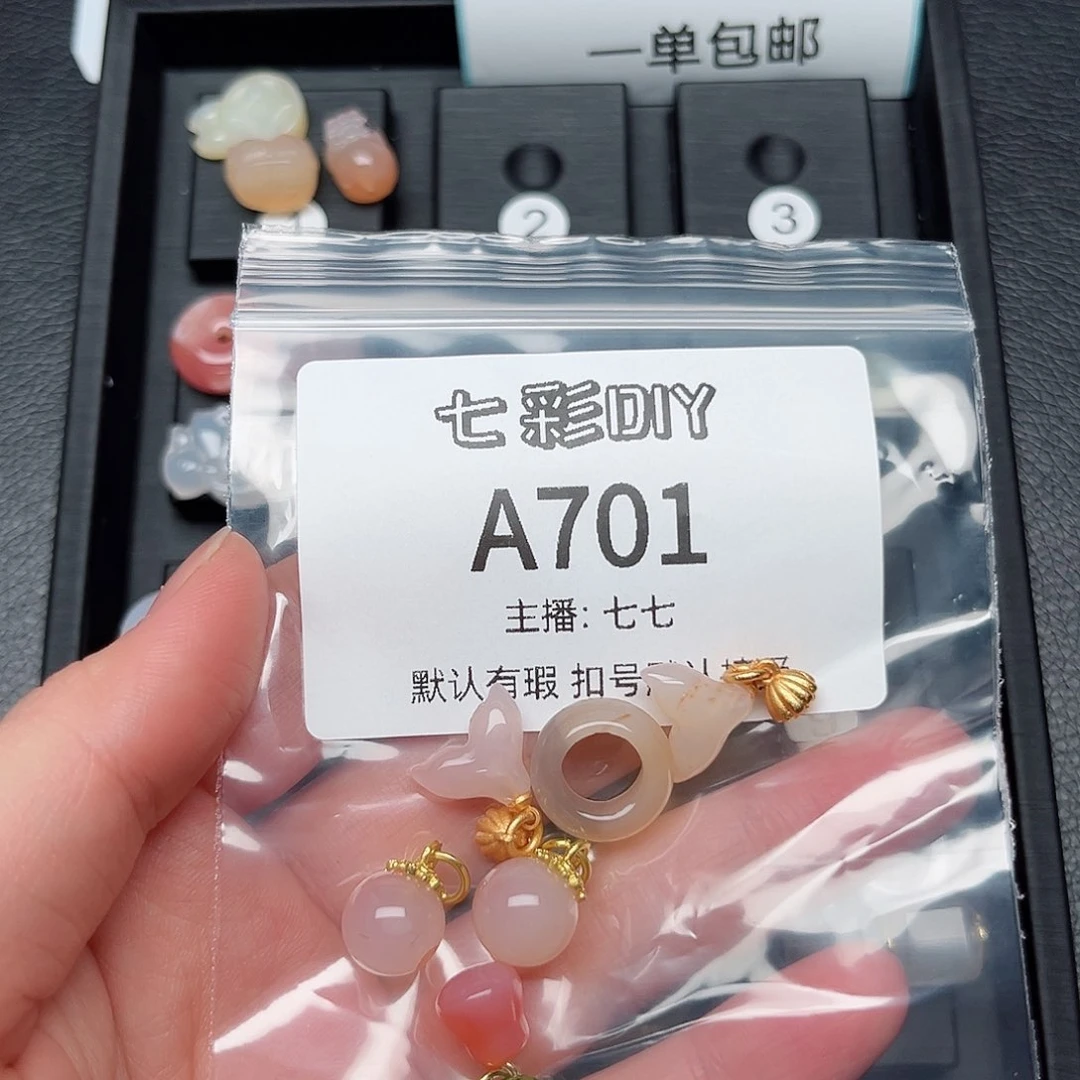 一单包邮
2
3
七彩DIY
A701
主播: 七七
默认有瑕 扣号